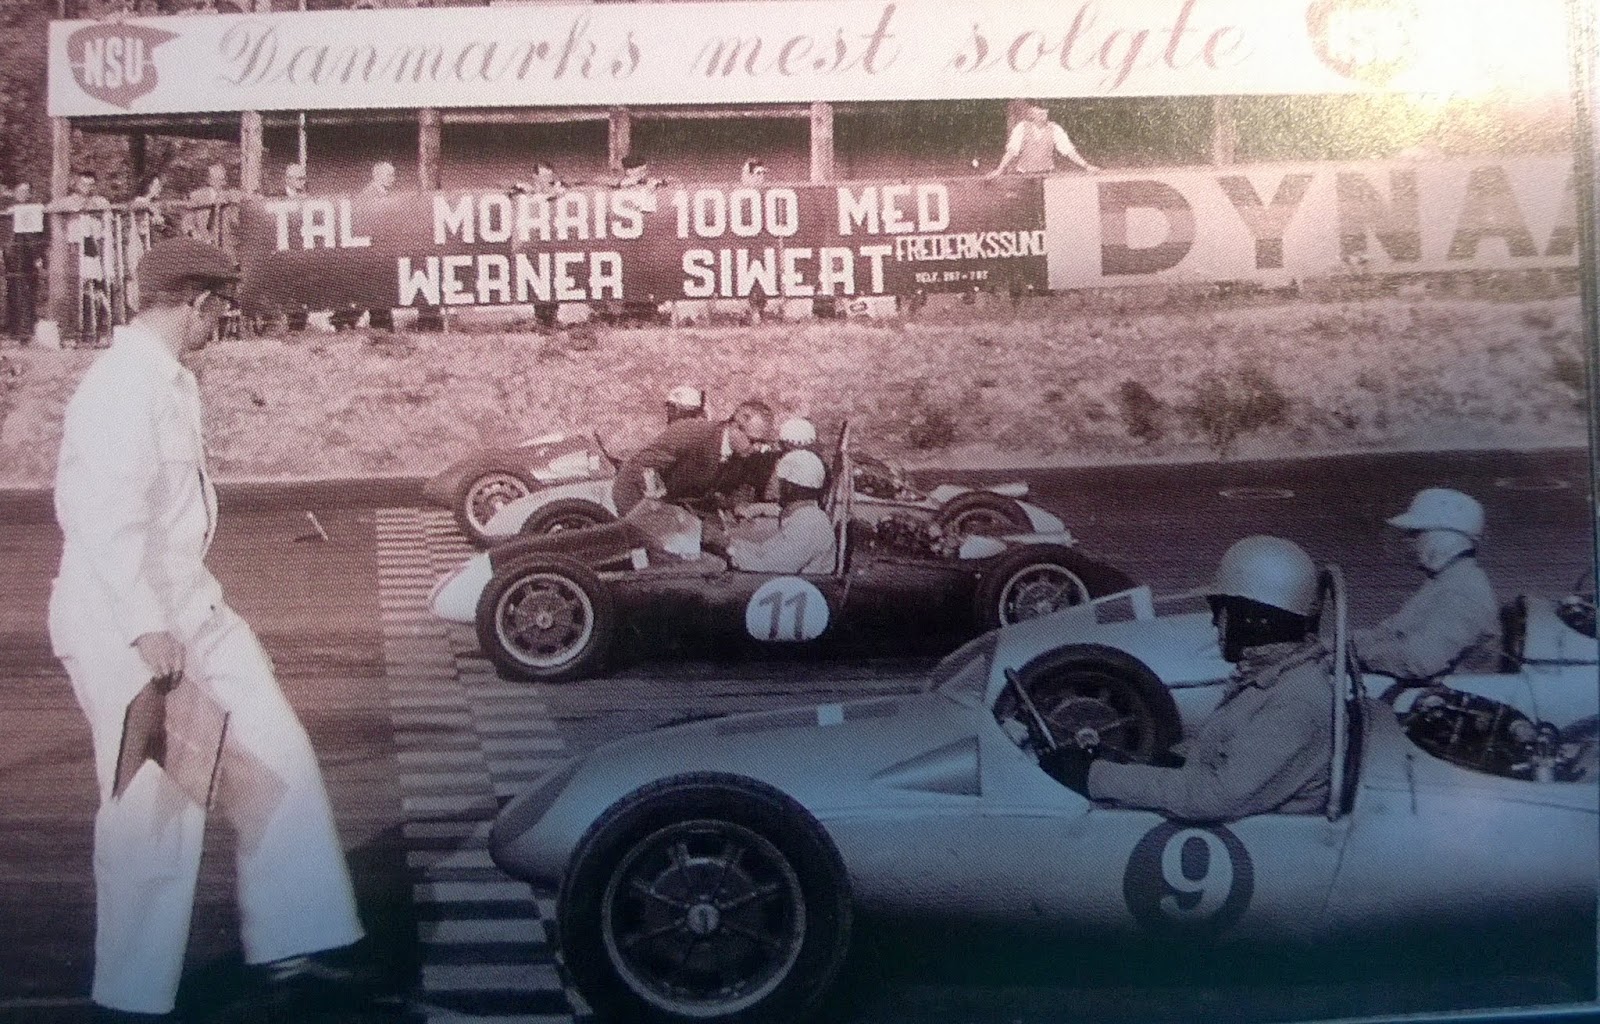 NSU Danmarks mest solgte
TAL MORRIS 1000 MED
WERNER SIWERT FREDERIKSSUND
DYNA
11
9